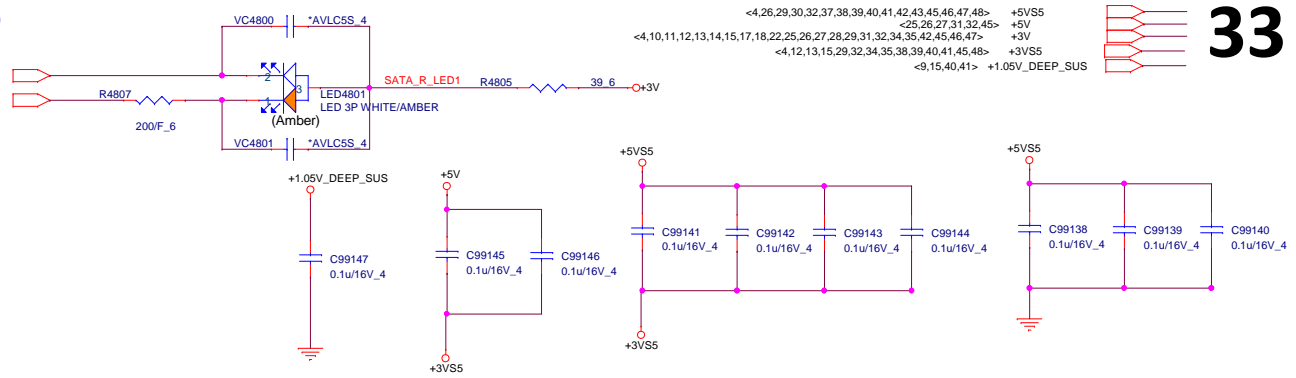 VC4800 *AVLC5S_4
2
3
1
LED4801
LED 3P WHITE/AMBER
(Amber)
SATA_R_LED1
R4805 39_6
+3V
R4807
200/F_6
VC4801 *AVLC5S_4
<4,26,29,30,32,37,38,39,40,41,42,43,45,46,47,48> +5VS5
<25,26,27,31,32,45> +5V
<4,10,11,12,13,14,15,17,18,22,25,26,27,28,29,31,32,34,35,42,45,46,47> +3V
<4,12,13,15,29,32,34,35,38,39,40,41,45,48> +3VS5
<9,15,40,41> +1.05V_DEEP_SUS
33
+1.05V_DEEP_SUS
C99147
0.1u/16V_4
+5V
C99145
0.1u/16V_4
C99146
0.1u/16V_4
+3VS5
+5VS5
C99141
0.1u/16V_4
C99142
0.1u/16V_4
C99143
0.1u/16V_4
C99144
0.1u/16V_4
+3VS5
+5VS5
C99138
0.1u/16V_4
C99139
0.1u/16V_4
C99140
0.1u/16V_4